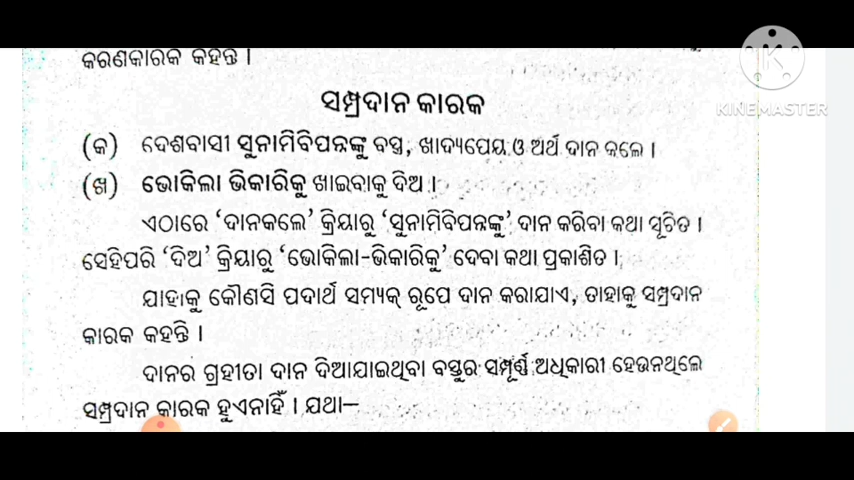 କରଣକାରକ କହନ୍ତି ।
KINEMASTER
ସମ୍ପ୍ରଦାନ କାରକ
(କ) ଦେଶବାସୀ ସୁନାମିବିପନ୍ନଙ୍କୁ ବସ୍ତ୍ର, ଖାଦ୍ୟପେୟ ଓ ଅର୍ଥ ଦାନ କଲେ ।
(ଖ) ଭୋକିଲା ଭିକାରିକୁ ଖାଇବାକୁ ଦିଅ ।
ଏଠାରେ ‘ଦାନକଲେ’ କ୍ରିୟାରୁ ‘ସୁନାମିବିପନ୍ନଙ୍କୁ’ ଦାନ କରିବା କଥା ସୂଚିତ ।
ସେହିପରି ‘ଦିଅ’ କ୍ରିୟାରୁ ‘ଭୋକିଲା-ଭିକାରିକୁ’ ଦେବା କଥା ପ୍ରକାଶିତ ।
ଯାହାକୁ କୌଣସି ପଦାର୍ଥ ସମ୍ୟକ୍ ରୂପେ ଦାନ କରାଯାଏ, ତାହାକୁ ସମ୍ପ୍ରଦାନ
କାରକ କହନ୍ତି ।
ଦାନର ଗ୍ରହୀତା ଦାନ ଦିଆଯାଇଥିବା ବସ୍ତୁର ସମ୍ପୂର୍ଣ୍ଣ ଅଧିକାରୀ ହେଉନଥିଲେ
ସମ୍ପ୍ରଦାନ କାରକ ହୁଏନାହିଁ । ଯଥା—